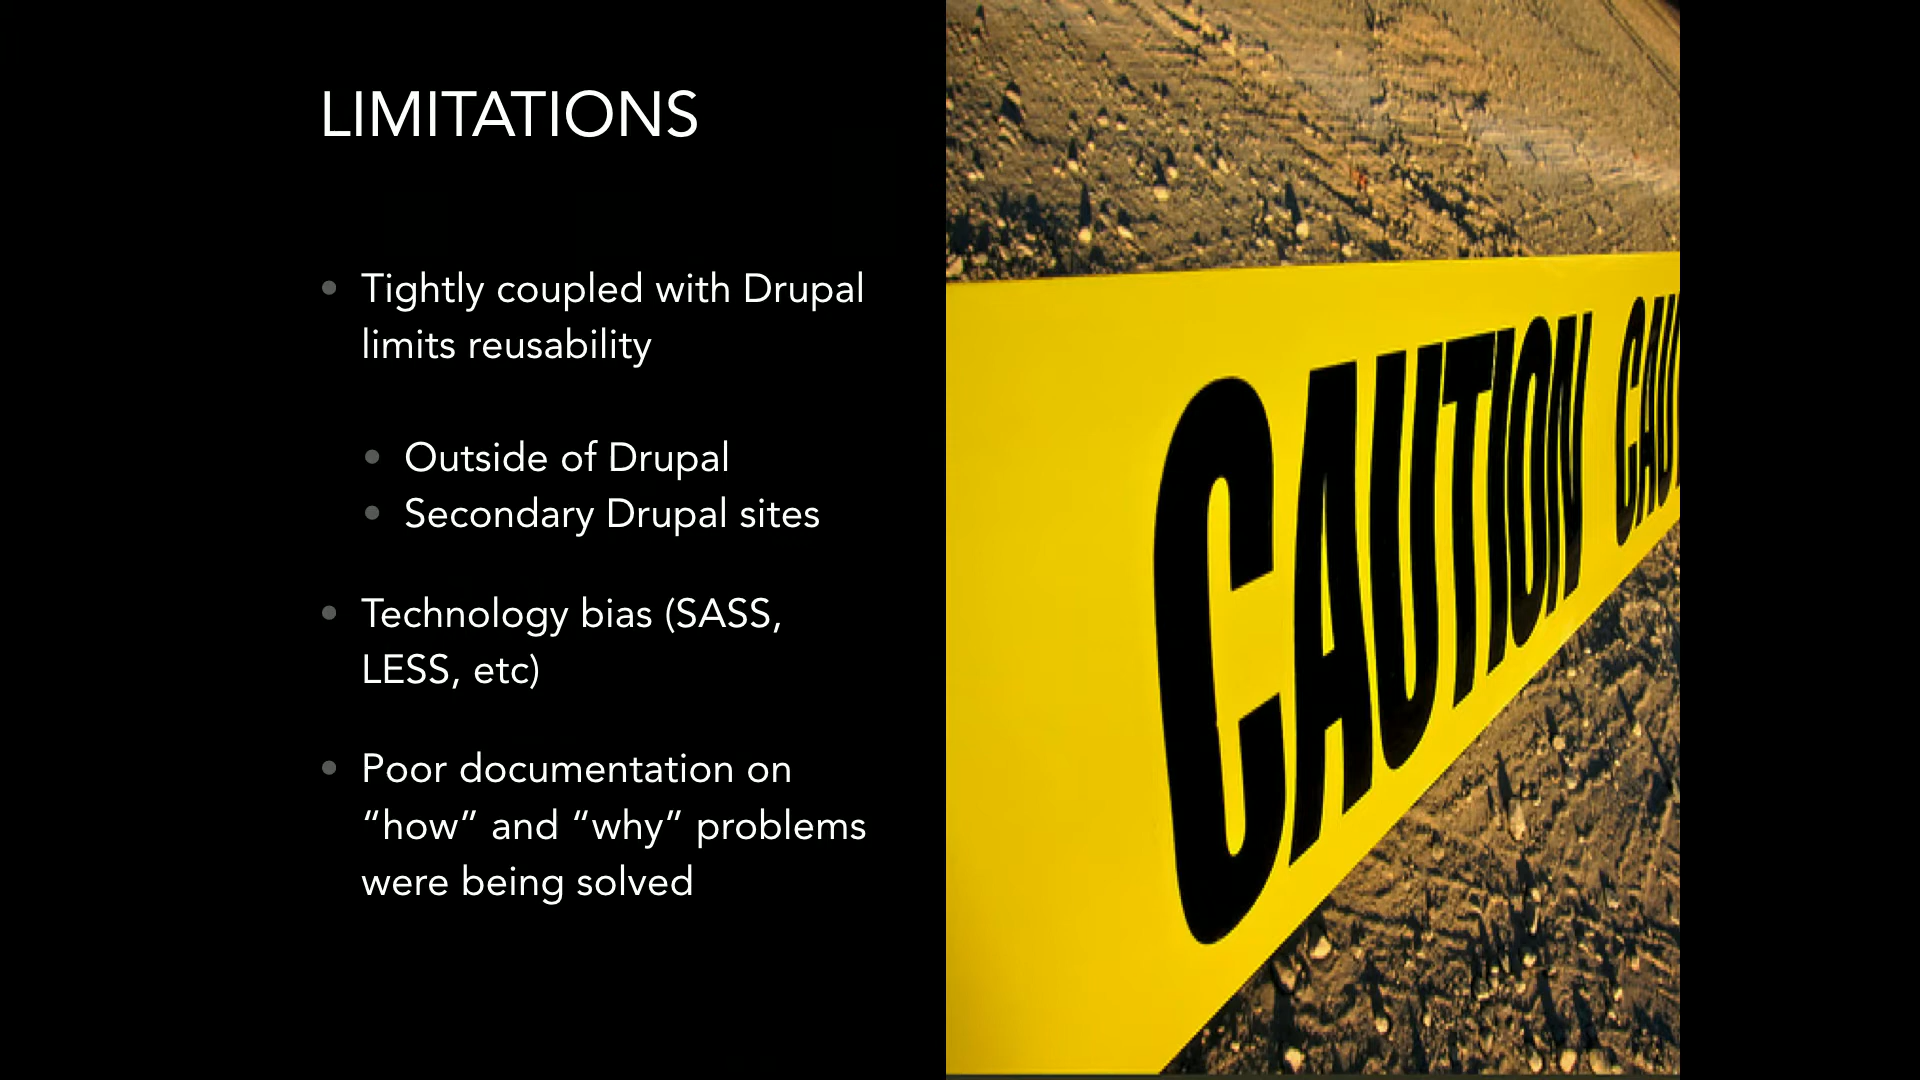 LIMITATIONS
• Tightly coupled with Drupal
limits reusability
• Outside of Drupal
• Secondary Drupal sites
• Technology bias (SASS,
LESS, etc)
• Poor documentation on
“how” and “why” problems
were being solved
CAUTION CAU